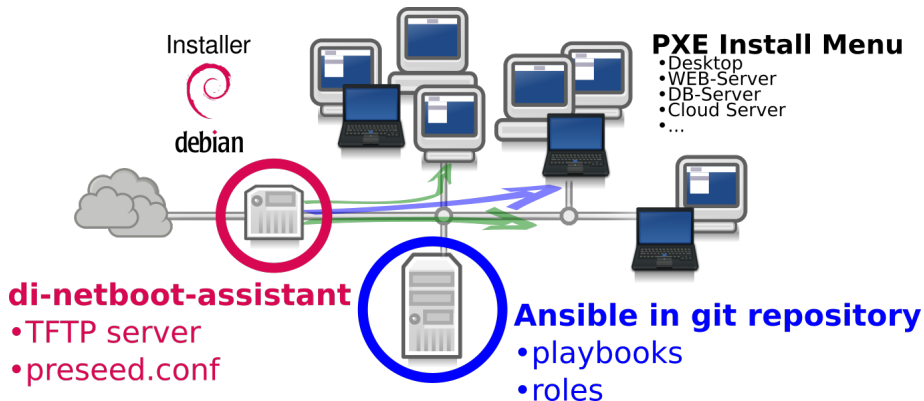 Installer
debian
PXE Install Menu
•Desktop
•WEB-Server
•DB-Server
•Cloud Server
•...
di-netboot-assistant
•TFTP server
•preseed.conf
Ansible in git repository
•playbooks
•roles